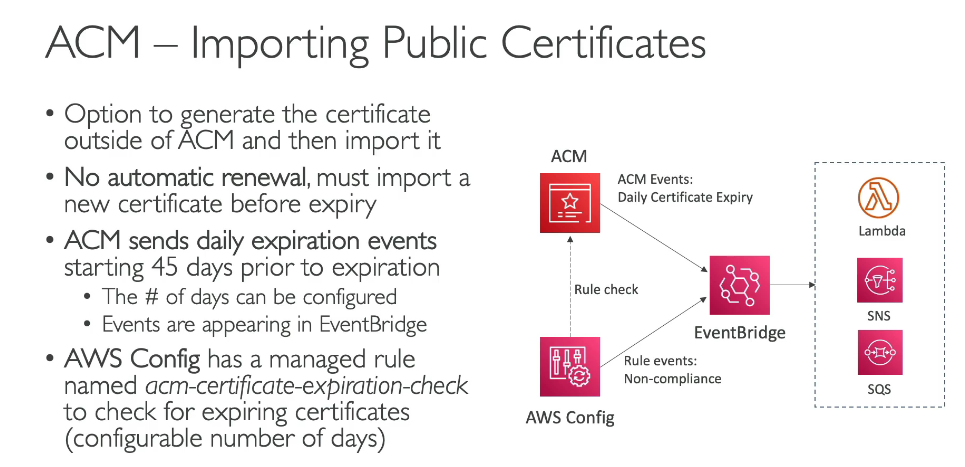 ACM – Importing Public Certificates
• Option to generate the certificate
outside of ACM and then import it
• No automatic renewal, must import a
new certificate before expiry
• ACM sends daily expiration events
starting 45 days prior to expiration
• The # of days can be configured
• Events are appearing in EventBridge
• AWS Config has a managed rule
named acm-certificate-expiration-check
to check for expiring certificates
(configurable number of days)
ACM
ACM Events:
Daily Certificate Expiry
Rule check
EventBridge
Rule events:
Non-compliance
AWS Config
Lambda
SNS
SQS